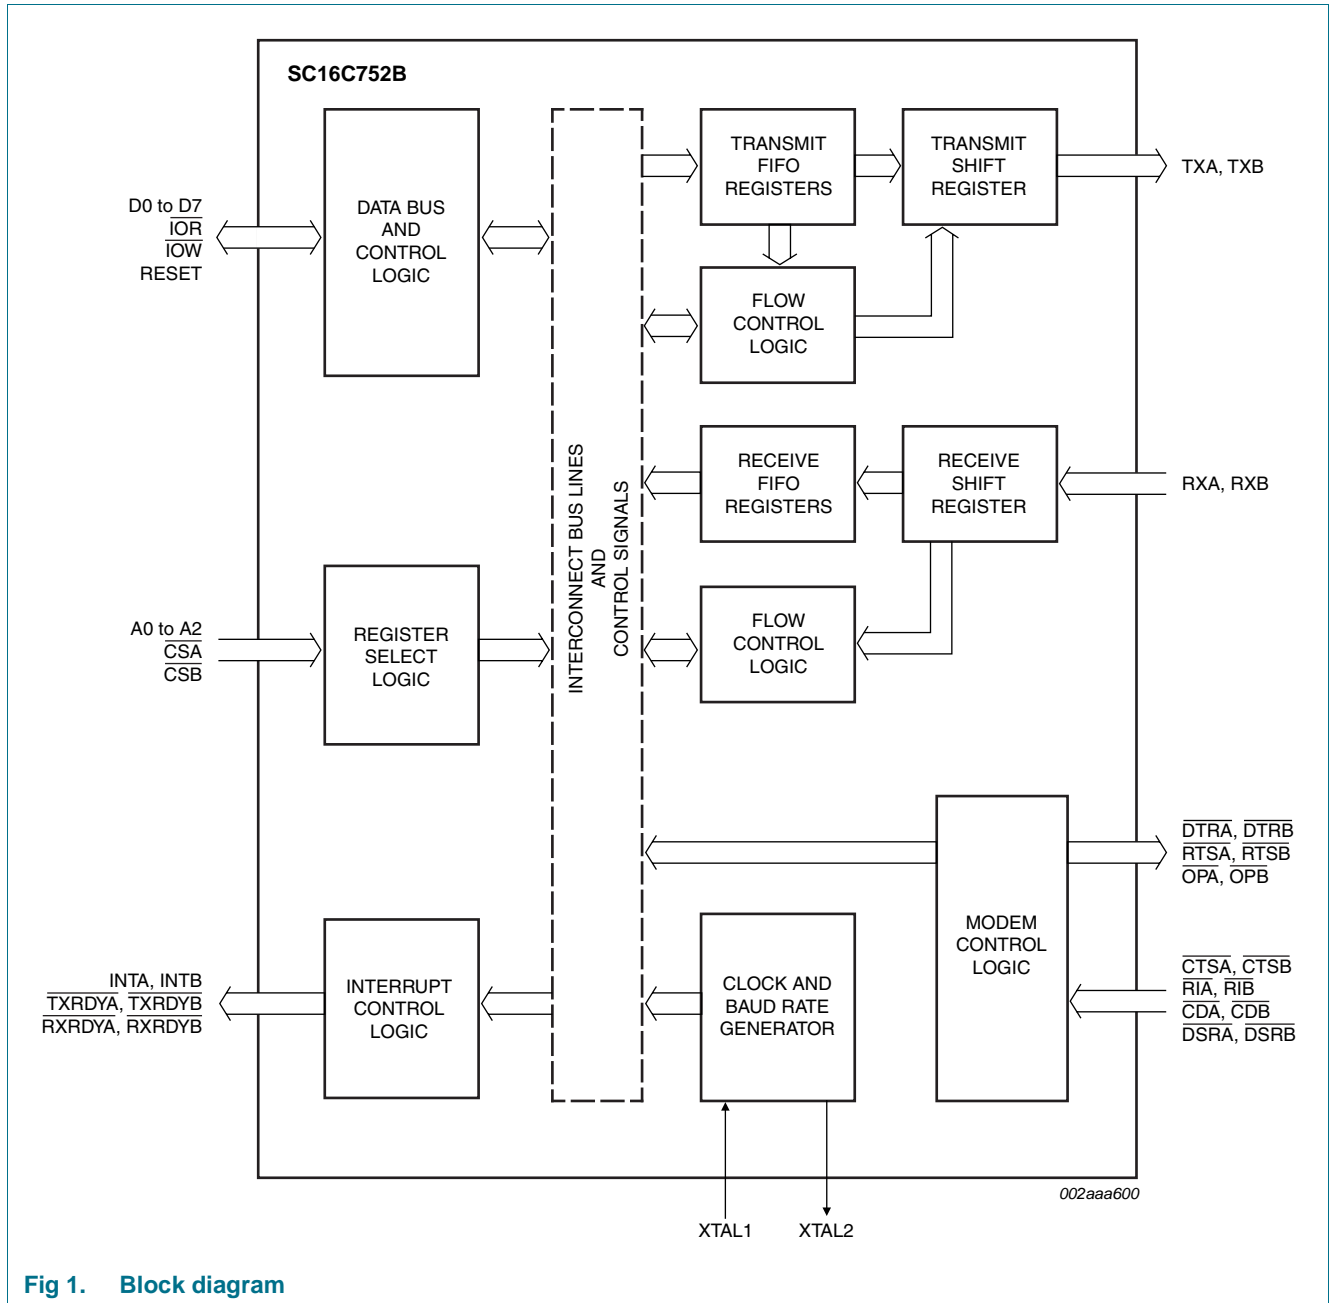 SC16C752B
D0 to D7
IOR
IOW
RESET
DATA BUS
AND
CONTROL
LOGIC
TRANSMIT
FIFO
REGISTERS
TRANSMIT
SHIFT
REGISTER
TXA, TXB
FLOW
CONTROL
LOGIC
INTERCONNECT BUS LINES
AND
CONTROL SIGNALS
RECEIVE
FIFO
REGISTERS
RECEIVE
SHIFT
REGISTER
RXA, RXB
A0 to A2
CSA
CSB
REGISTER
SELECT
LOGIC
FLOW
CONTROL
LOGIC
DTRA, DTRB
RTSA, RTSB
OPA, OPB
MODEM
CONTROL
LOGIC
INTA, INTB
TXRDYA, TXRDYB
RXRDYA, RXRDYB
INTERRUPT
CONTROL
LOGIC
CLOCK AND
BAUD RATE
GENERATOR
CTSA, CTSB
RIA, RIB
CDA, CDB
DSRA, DSRB
XTAL1
XTAL2
002aaa600
Fig 1. Block diagram